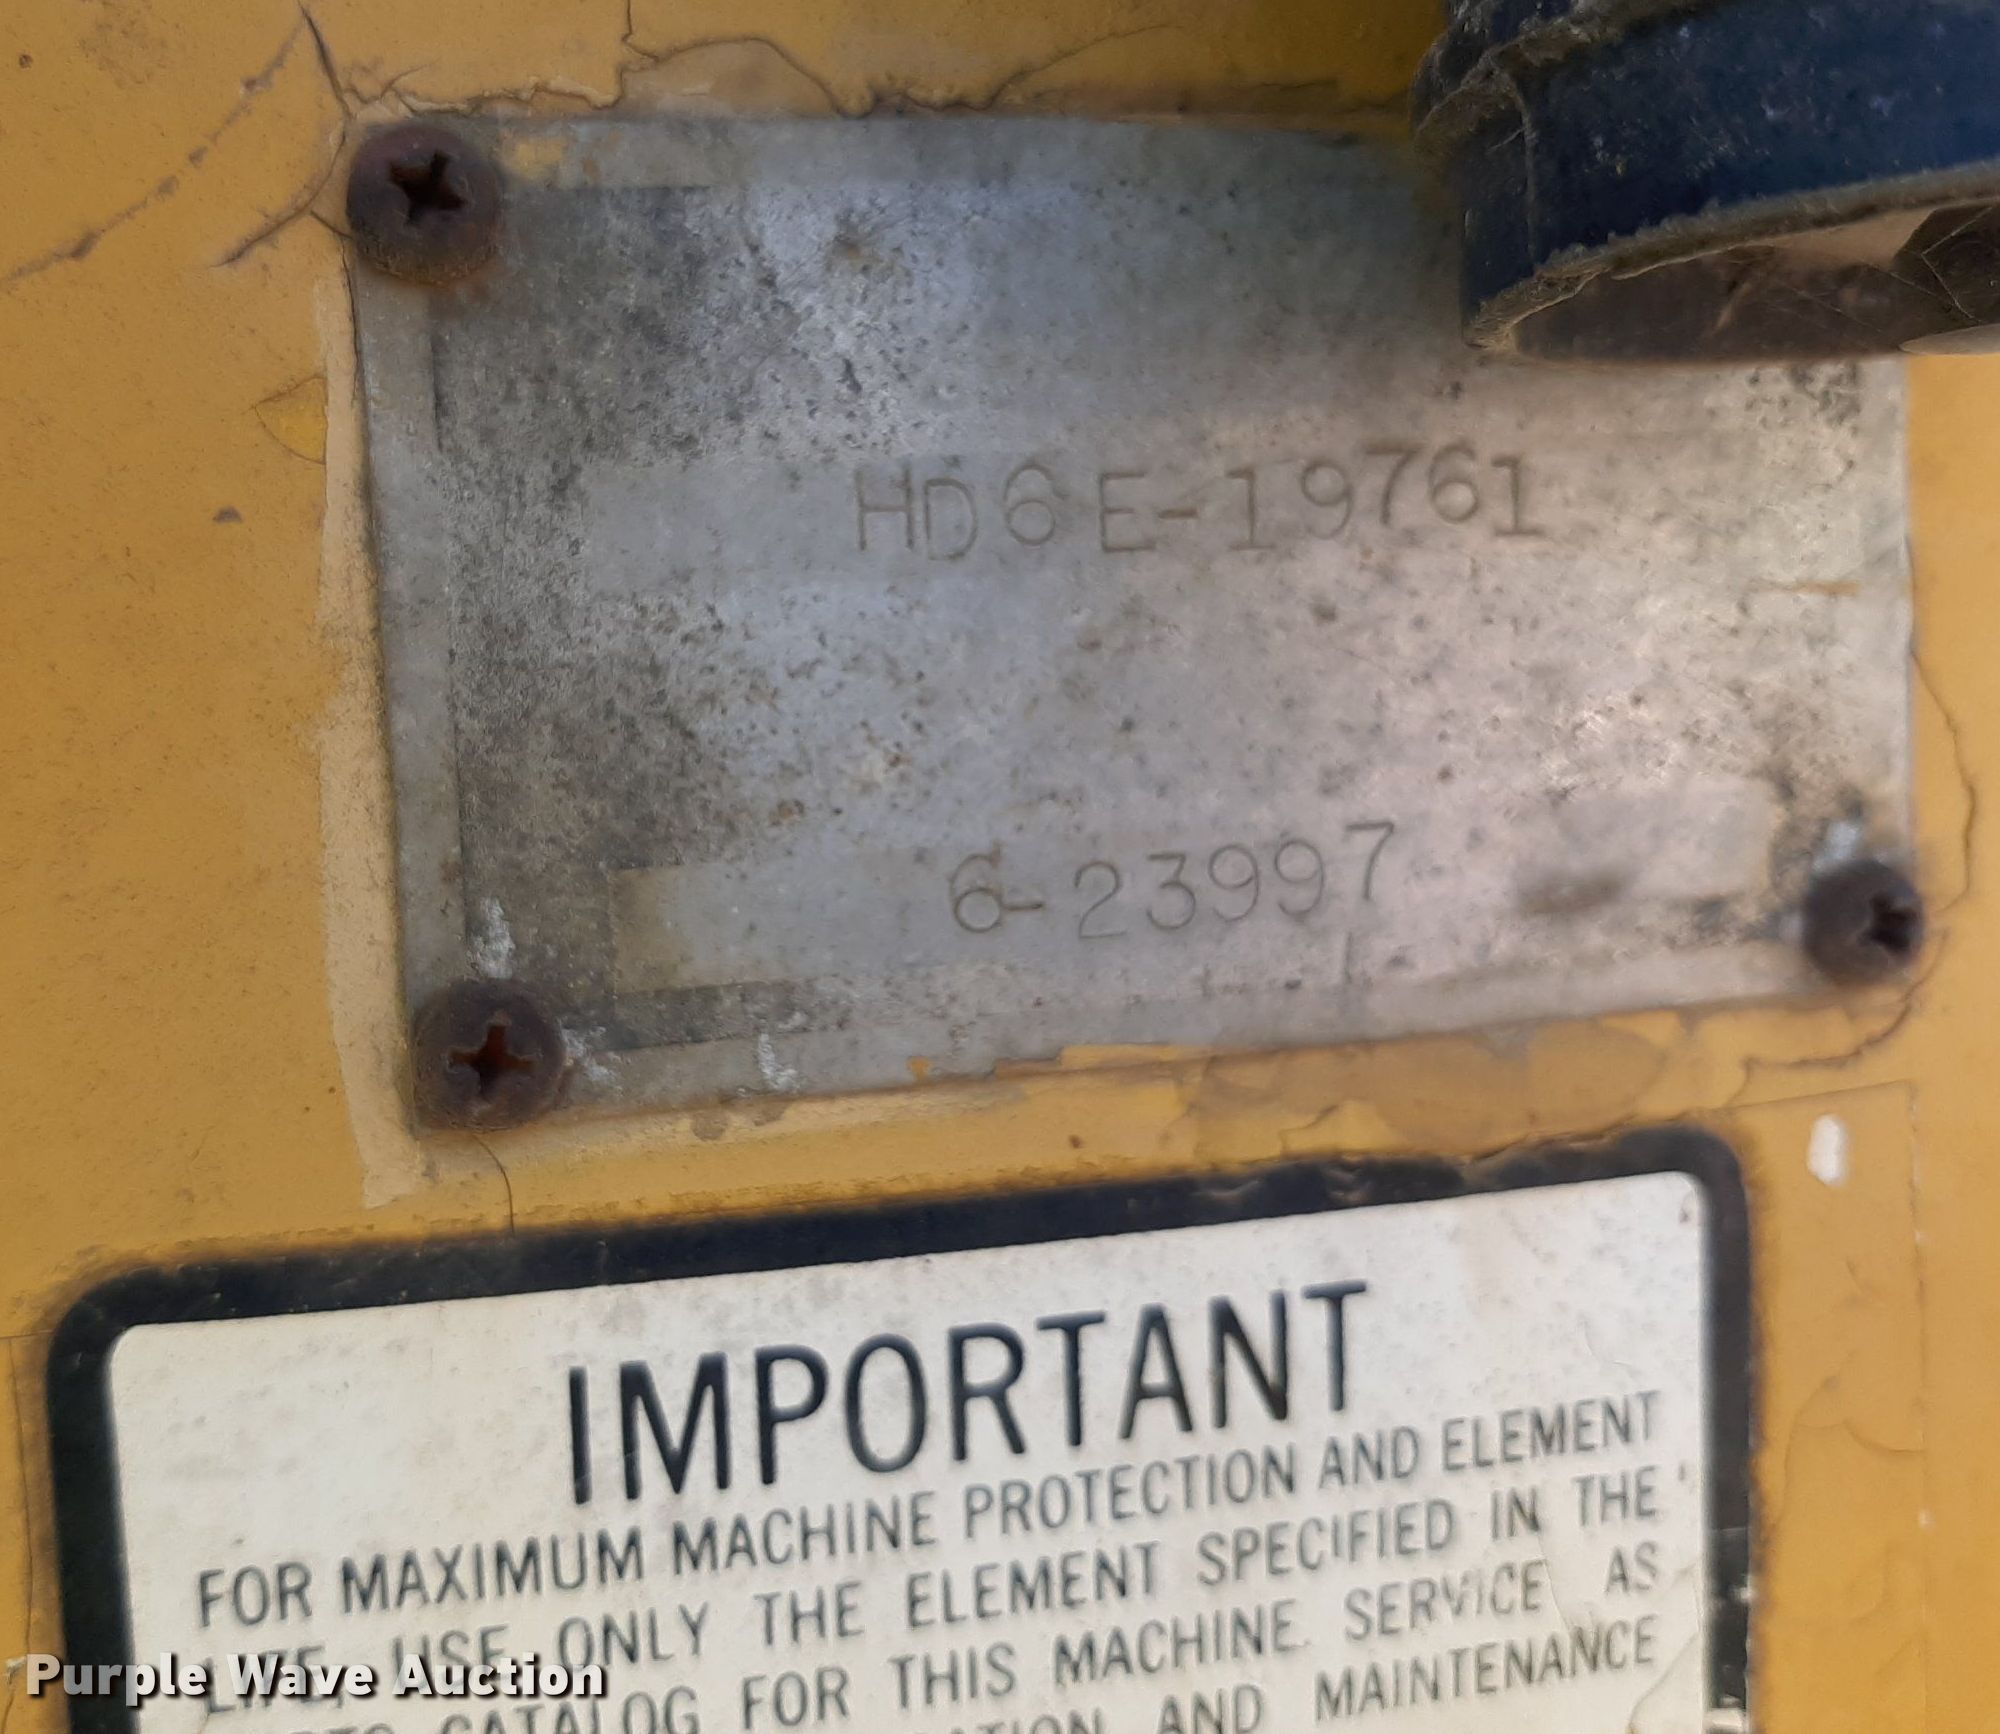 HD6E-19761
6-23997
IMPORTANT
FOR MAXIMUM MACHINE PROTECTION AND ELEMENT
LIFE, USE ONLY THE ELEMENT SPECIFIED IN THE
CATALOG FOR THIS MACHINE. SERVICE AS
AND MAINTENANCE
Purple Wave Auction